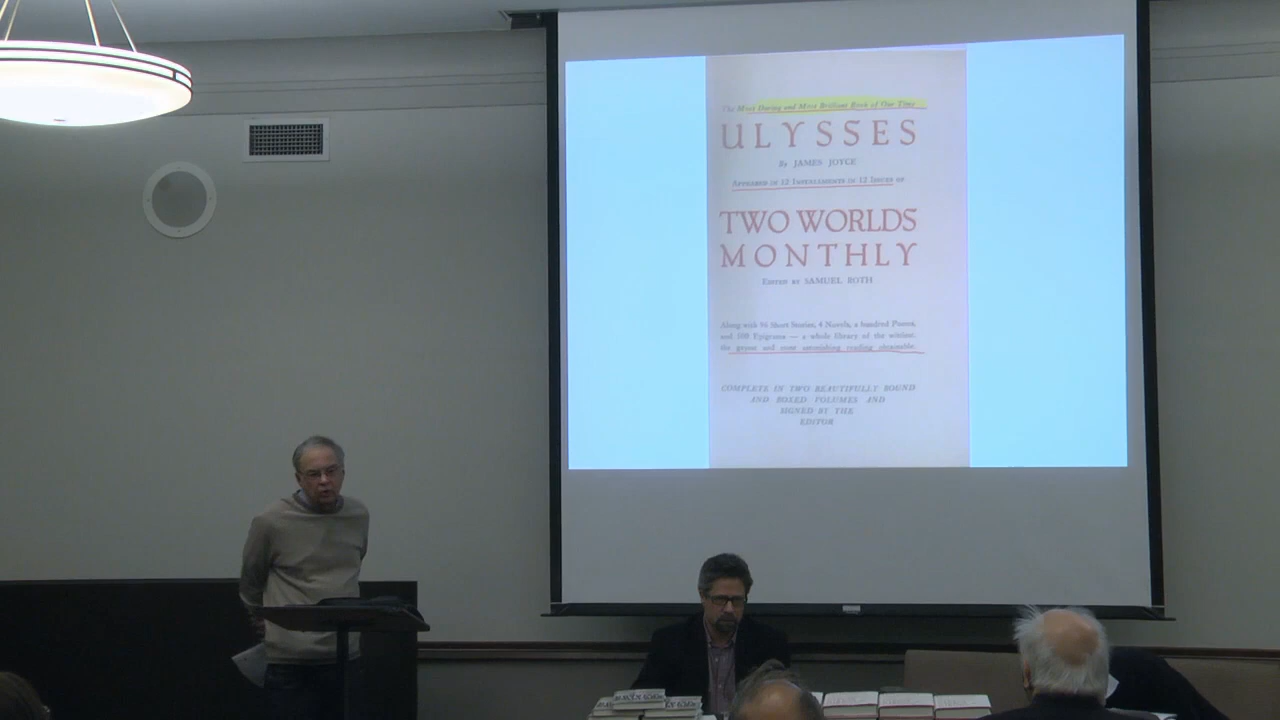 The Most Daring and Most Brilliant Book of Our Time
ULYSSES
By JAMES JOYCE
APPEARED IN 12 INSTALLMENTS IN 12 ISSUES OF
TWO WORLDS
MONTHLY
EDITED BY SAMUEL ROTH
Along with 94 Short Stories, 4 Novels, a hundred Poems,
and 100 Epigrams — a whole library of the wittiest,
the gayest and most astonishing reading obtainable.
COMPLETE IN TWO BEAUTIFULLY BOUND
AND BOXED VOLUMES AND
SIGNED BY THE
EDITOR